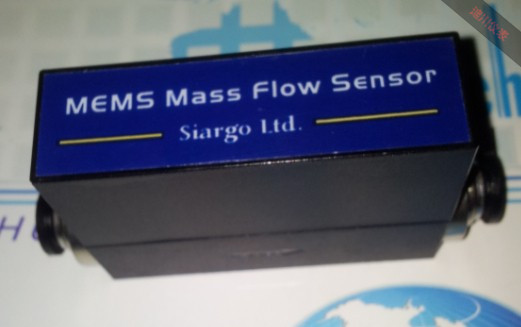 MEMS Mass Flow Sensor
Siargo Ltd.